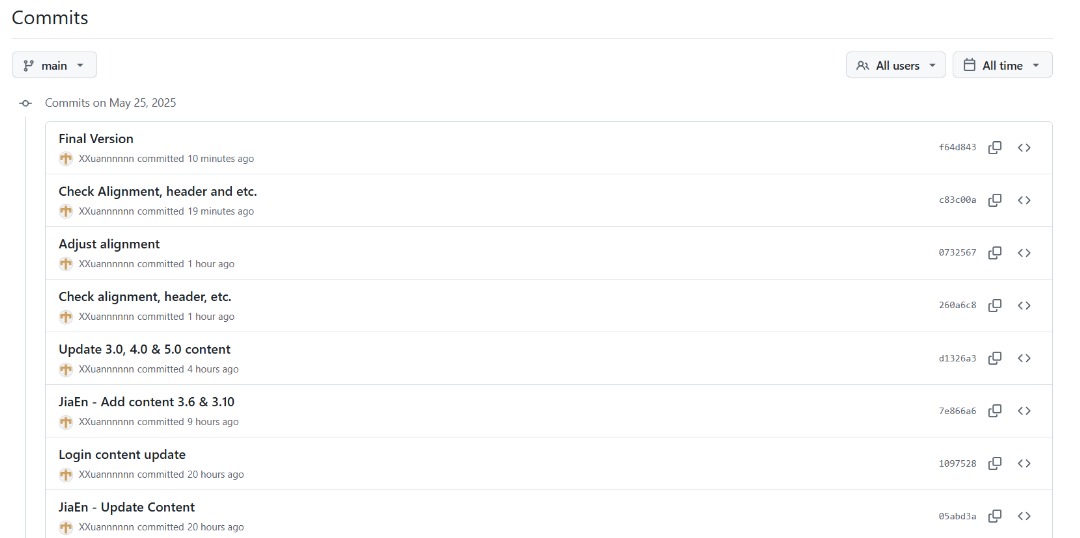 Commits
main
All users
All time
Commits on May 25, 2025
Final Version
XXuannnnnn committed 10 minutes ago
f64d843
Check Alignment, header and etc.
XXuannnnnn committed 19 minutes ago
c83c00a
Adjust alignment
XXuannnnnn committed 1 hour ago
0732567
Check alignment, header, etc.
XXuannnnnn committed 1 hour ago
260a6c8
Update 3.0, 4.0 & 5.0 content
XXuannnnnn committed 4 hours ago
d1326a3
JiaEn - Add content 3.6 & 3.10
XXuannnnnn committed 9 hours ago
7e866a6
Login content update
XXuannnnnn committed 20 hours ago
1097528
JiaEn - Update Content
XXuannnnnn committed 20 hours ago
05abd3a